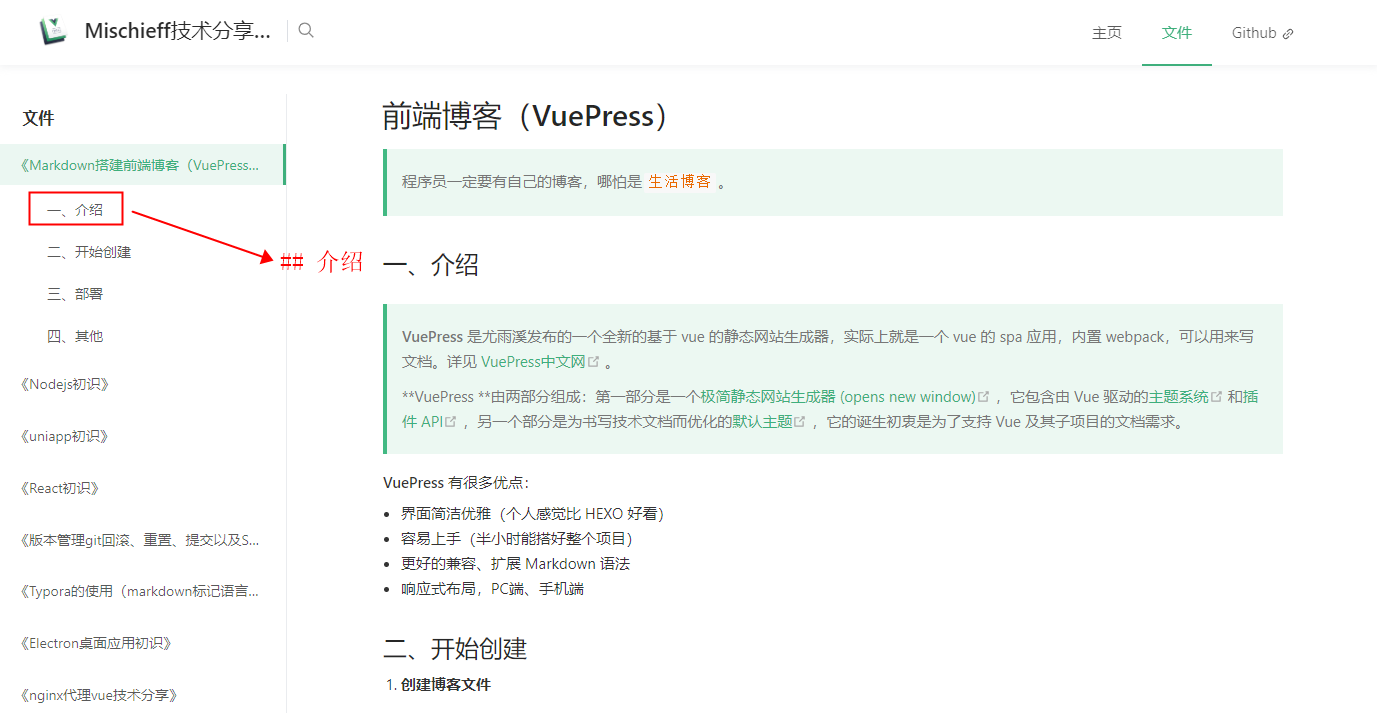 Mischieff技术分享...
主页
文件
Github
文件
《Markdown搭建前端博客（VuePress...
一、介绍
二、开始创建
三、部署
四、其他
《Nodejs初识》
《uniapp初识》
《React初识》
《版本管理git回滚、重置、提交以及S...
《Typora的使用（markdown标记语言...
《Electron桌面应用初识》
《nginx代理vue技术分享》
前端博客（VuePress）
程序员一定要有自己的博客，哪怕是 生活博客 。
## 介绍
一、介绍
VuePress 是尤雨溪发布的一个全新的基于 vue 的静态网站生成器，实际上就是一个 vue 的 spa 应用，内置 webpack，可以用来写
文档。详见 VuePress中文网 。
**VuePress **由两部分组成：第一部分是一个极简静态网站生成器 (opens new window) ，它包含由 Vue 驱动的主题系统 和插
件 API ，另一个部分是为书写技术文档而优化的默认主题 ，它的诞生初衷是为了支持 Vue 及其子项目的文档需求。
VuePress 有很多优点：
• 界面简洁优雅（个人感觉比 HEXO 好看）
• 容易上手（半小时能搭好整个项目）
• 更好的兼容、扩展 Markdown 语法
• 响应式布局，PC端、手机端
二、开始创建
1. 创建博客文件